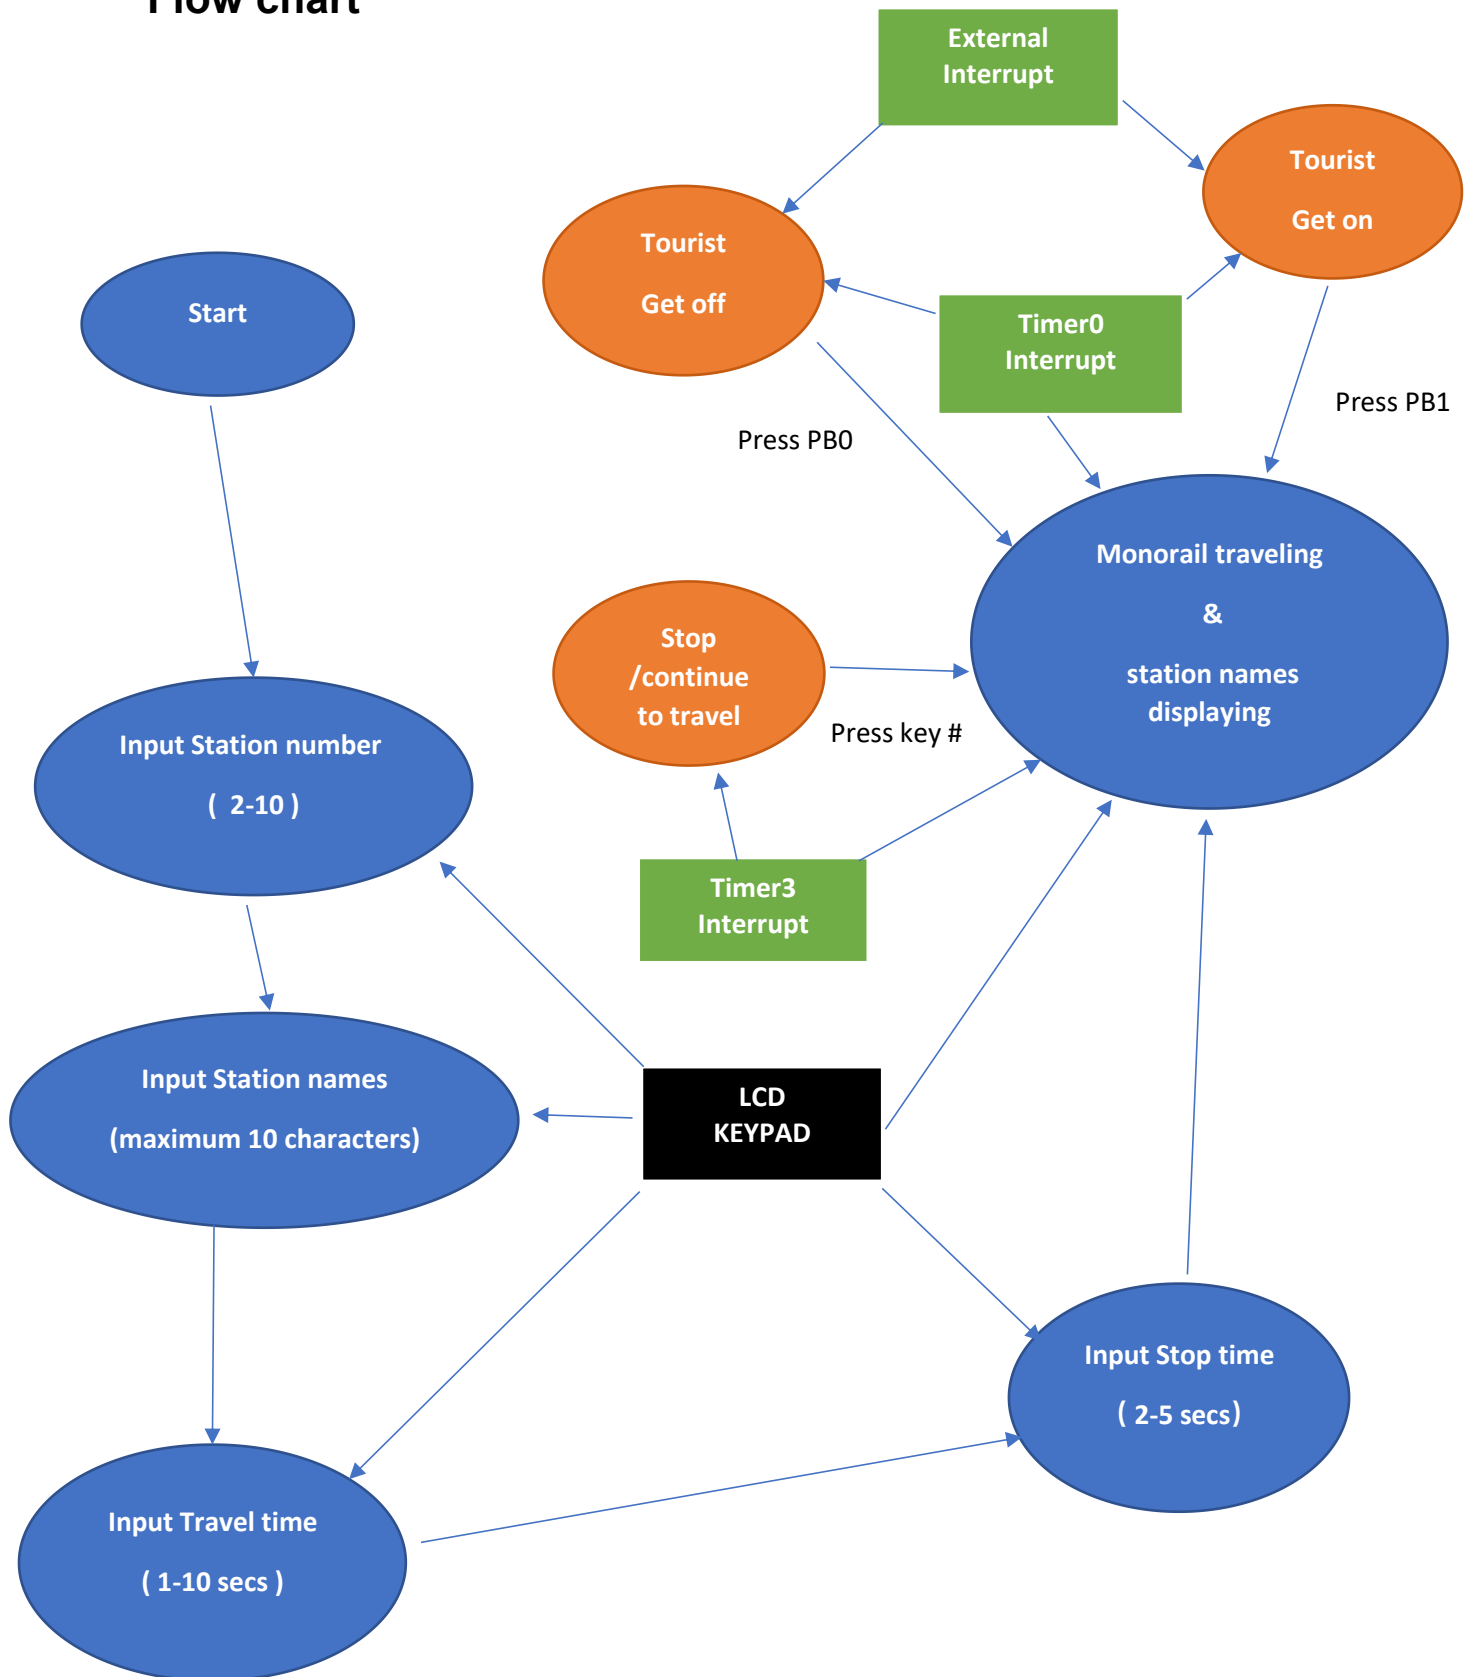 Flow chart
External
Interrupt
Tourist
Get on
Tourist
Get off
Start
Timer0
Interrupt
Press PB1
Press PB0
Monorail traveling
&
station names
displaying
Stop
/continue
to travel
Press key #
Input Station number
( 2-10 )
Timer3
Interrupt
Input Station names
(maximum 10 characters)
LCD
KEYPAD
Input Stop time
( 2-5 secs)
Input Travel time
( 1-10 secs )